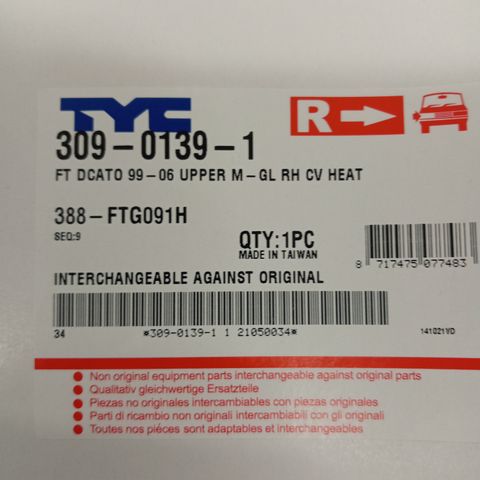 TYC
R
309-0139-1
FT DCATO 99-06 UPPER M-GL RH CV HEAT
388-FTG091H
SEQ:9
QTY:1PC
MADE IN TAIWAN
8 717475 077483
INTERCHANGEABLE AGAINST ORIGINAL
34 *309-0139-1 1 21050034* 141021YD
Non original equipment parts interchangeable against original parts
Qualitativ gleichwertige Ersatzteile
Piezas no originales intercambiables con piezas originales
Parti di ricambio non originali intercambiabili con gli originali
Toutes nos piéces sont adaptables et interchangeables